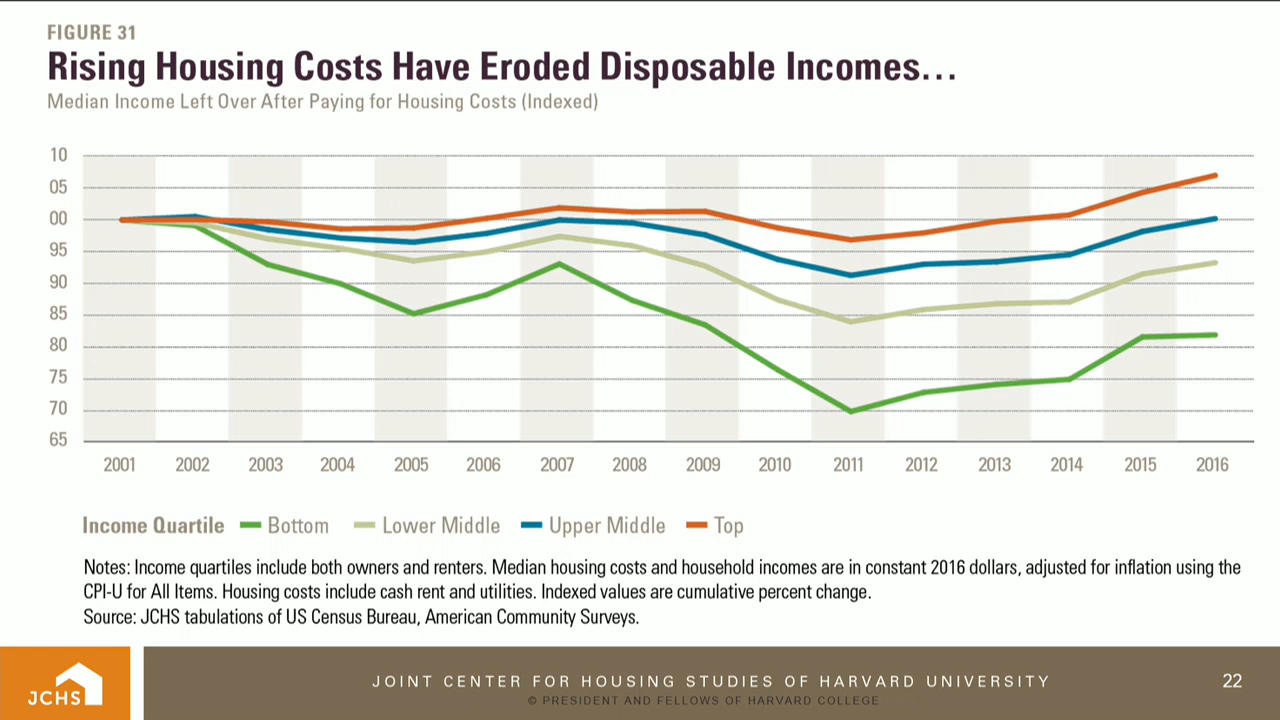 FIGURE 31
Rising Housing Costs Have Eroded Disposable Incomes…
Median Income Left Over After Paying for Housing Costs (Indexed)
10
05
00
95
90
85
80
75
70
65
2001 2002 2003 2004 2005 2006 2007 2008 2009 2010 2011 2012 2013 2014 2015 2016
Income Quartile Bottom Lower Middle Upper Middle Top
Notes: Income quartiles include both owners and renters. Median housing costs and household incomes are in constant 2016 dollars, adjusted for inflation using the
CPI-U for All Items. Housing costs include cash rent and utilities. Indexed values are cumulative percent change.
Source: JCHS tabulations of US Census Bureau, American Community Surveys.
JCHS
JOINT CENTER FOR HOUSING STUDIES OF HARVARD UNIVERSITY
© PRESIDENT AND FELLOWS OF HARVARD COLLEGE
22